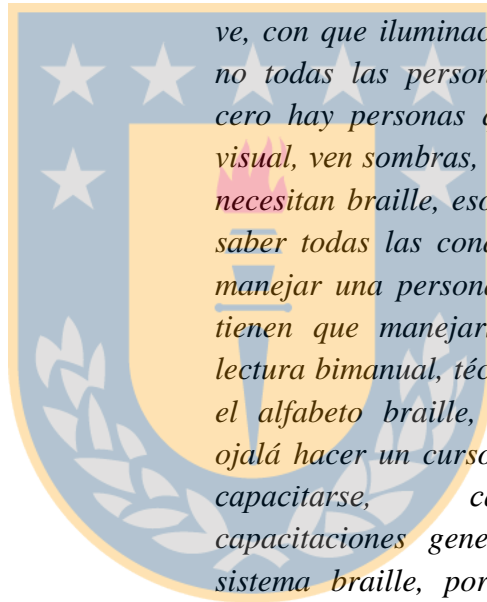 ve, con que iluminac
no todas las person
cero hay personas
visual, ven sombras,
necesitan braille, eso
saber todas las con
manejar una person
tienen que manejar
lectura bimanual, téc
el alfabeto braille,
ojalá hacer un curso
capacitarse,
capacitaciones gene
sistema braille, por